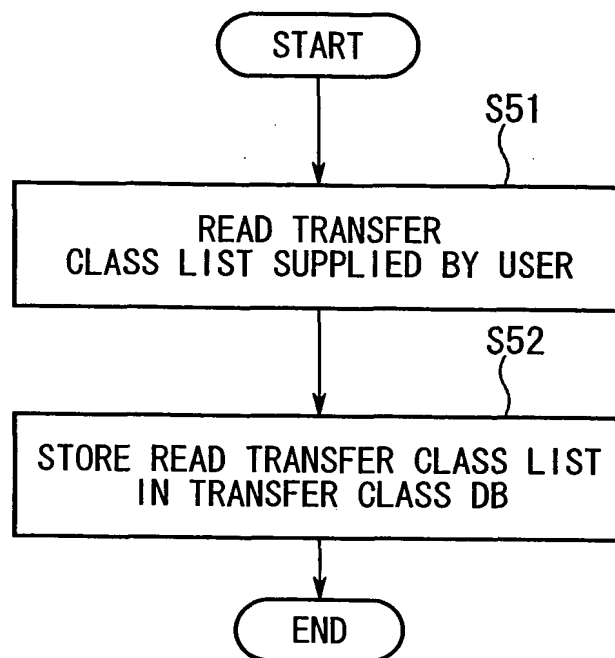 START
S51
READ TRANSFER
CLASS LIST SUPPLIED BY USER
S52
STORE READ TRANSFER CLASS LIST
IN TRANSFER CLASS DB
END